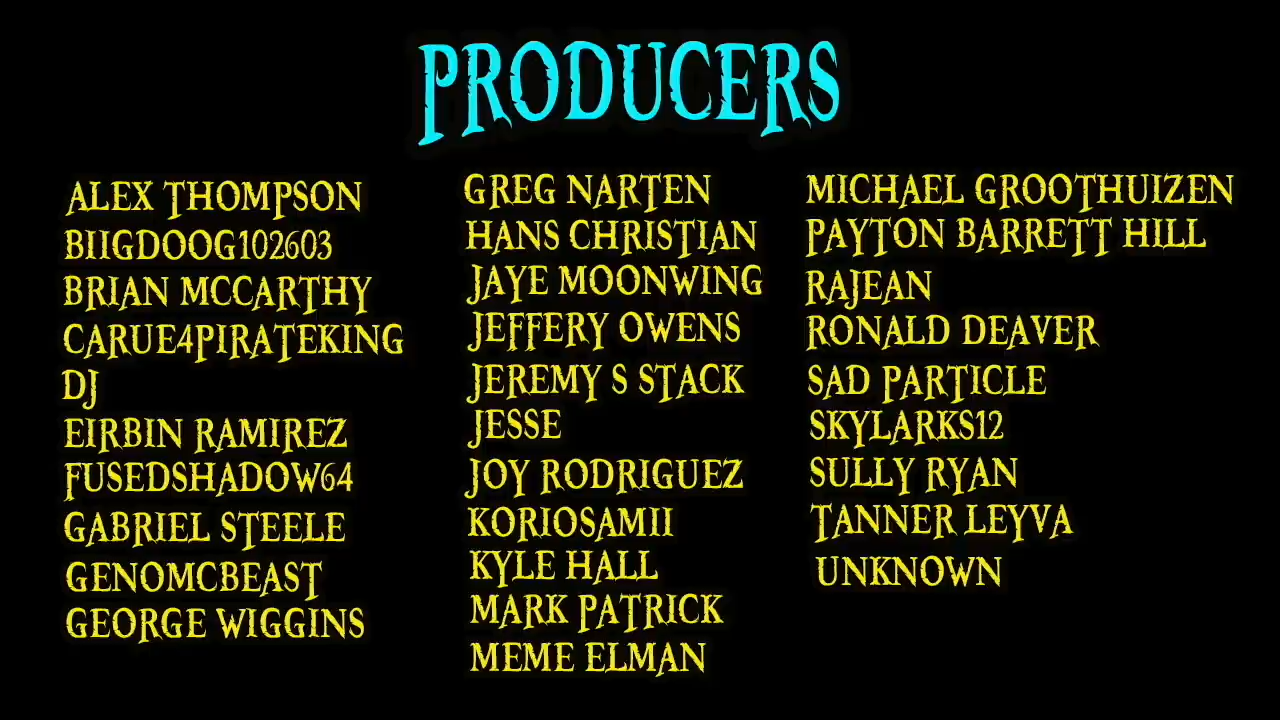 PRODUCERS
ALEX THOMPSON
BIIGDOOG102603
BRIAN MCCARTHY
CARUE4PIRATEKING
DJ
EIRBIN RAMIREZ
FUSEDSHADOW64
GABRIEL STEELE
GENOMCBEAST
GEORGE WIGGINS
GREG NARTEN
HANS CHRISTIAN
JAYE MOONWING
JEFFERY OWENS
JEREMY S STACK
JESSE
JOY RODRIGUEZ
KORIOSAMII
KYLE HALL
MARK PATRICK
MEME ELMAN
MICHAEL GROOTHUIZEN
PAYTON BARRETT HILL
RAJEAN
RONALD DEAVER
SAD PARTICLE
SKYLARKS12
SULLY RYAN
TANNER LEYVA
UNKNOWN